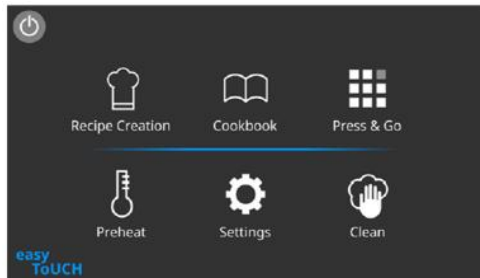 Recipe Creation
Cookbook
Press & Go
Preheat
Settings
Clean
easy
ToUCH